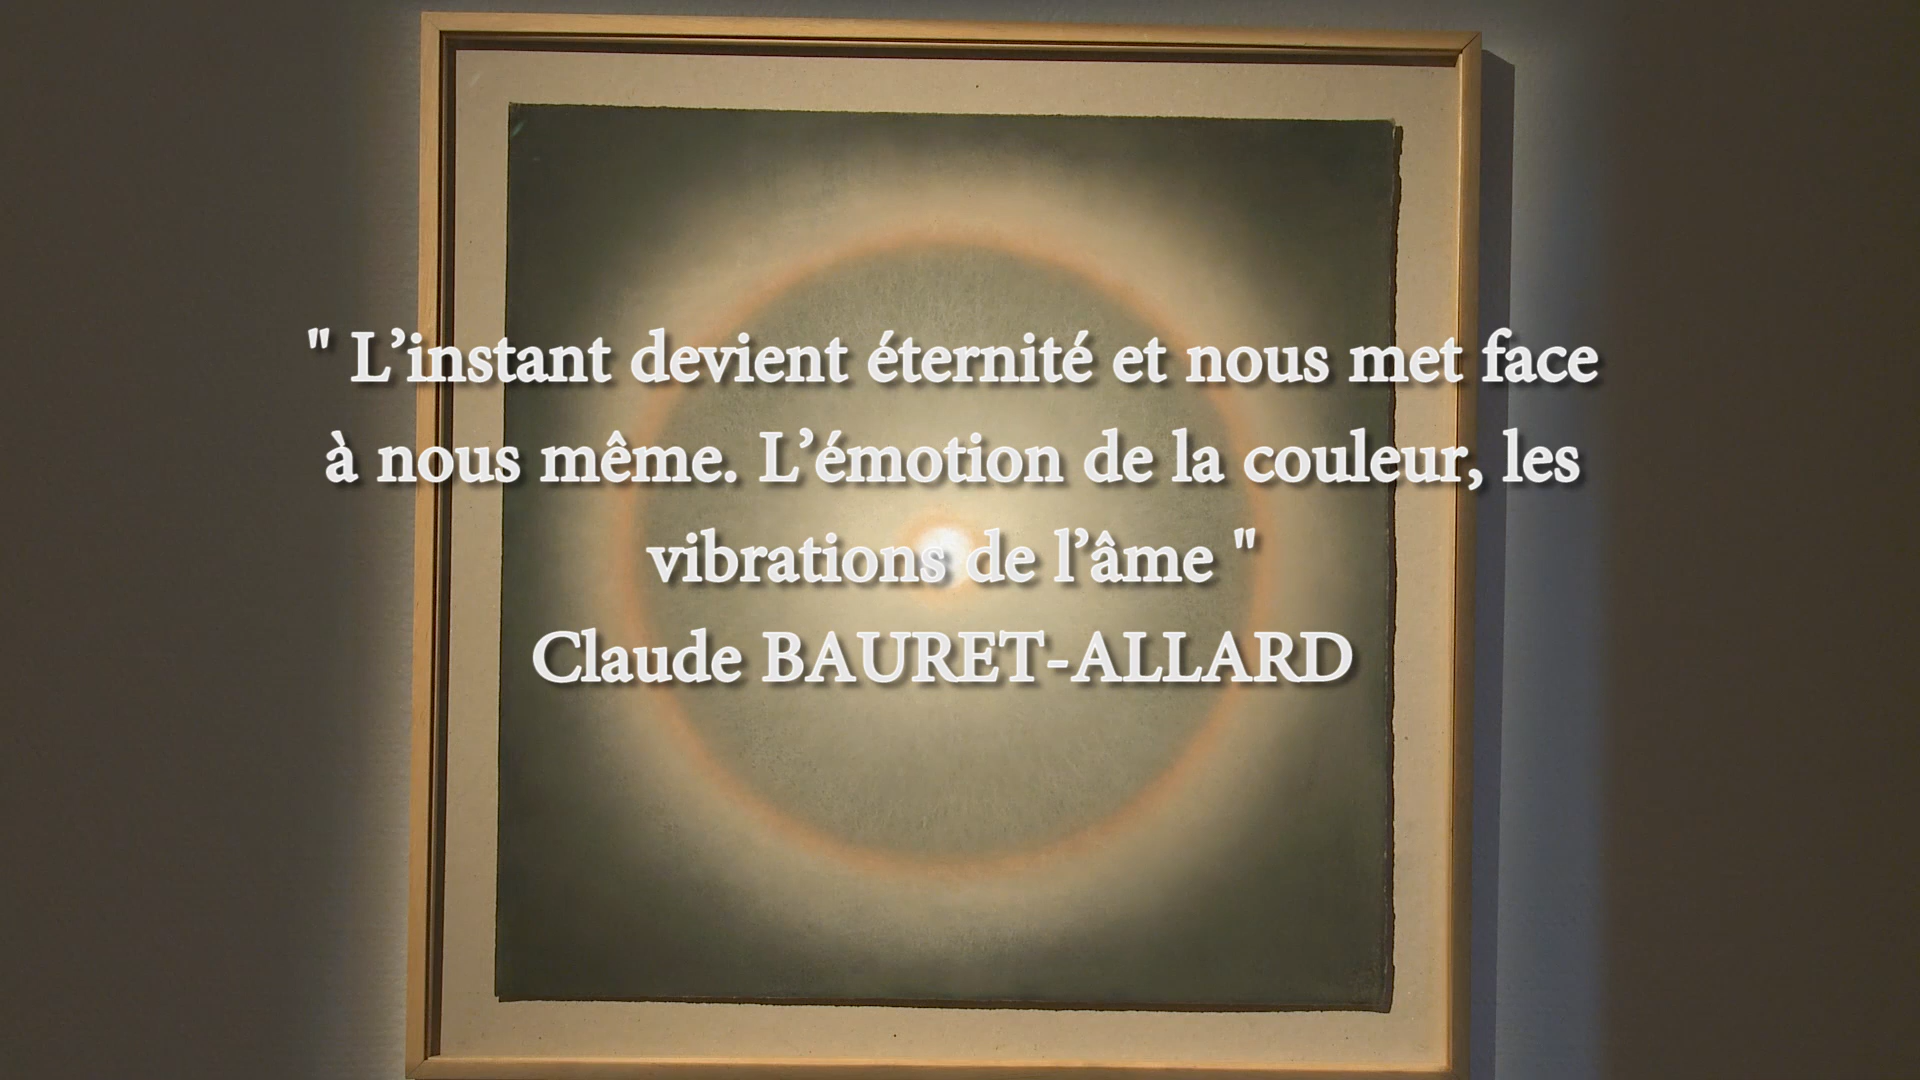 " L’instant devient éternité et nous met face
à nous même. L’émotion de la couleur, les
vibrations de l’âme "
Claude BAURET-ALLARD